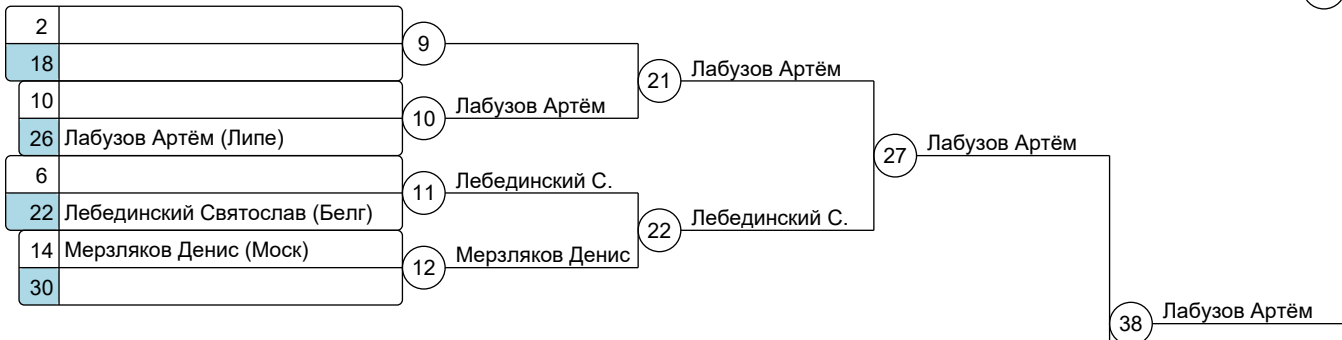 2
18
9
10
26 Лабузов Артём (Липе)
10
Лабузов Артём
21
Лабузов Артём
6
22 Лебединский Святослав (Белг)
11
Лебединский С.
14 Мерзляков Денис (Моск)
30
12
Мерзляков Денис
22
Лебединский С.
27
Лабузов Артём
38
Лабузов Артём